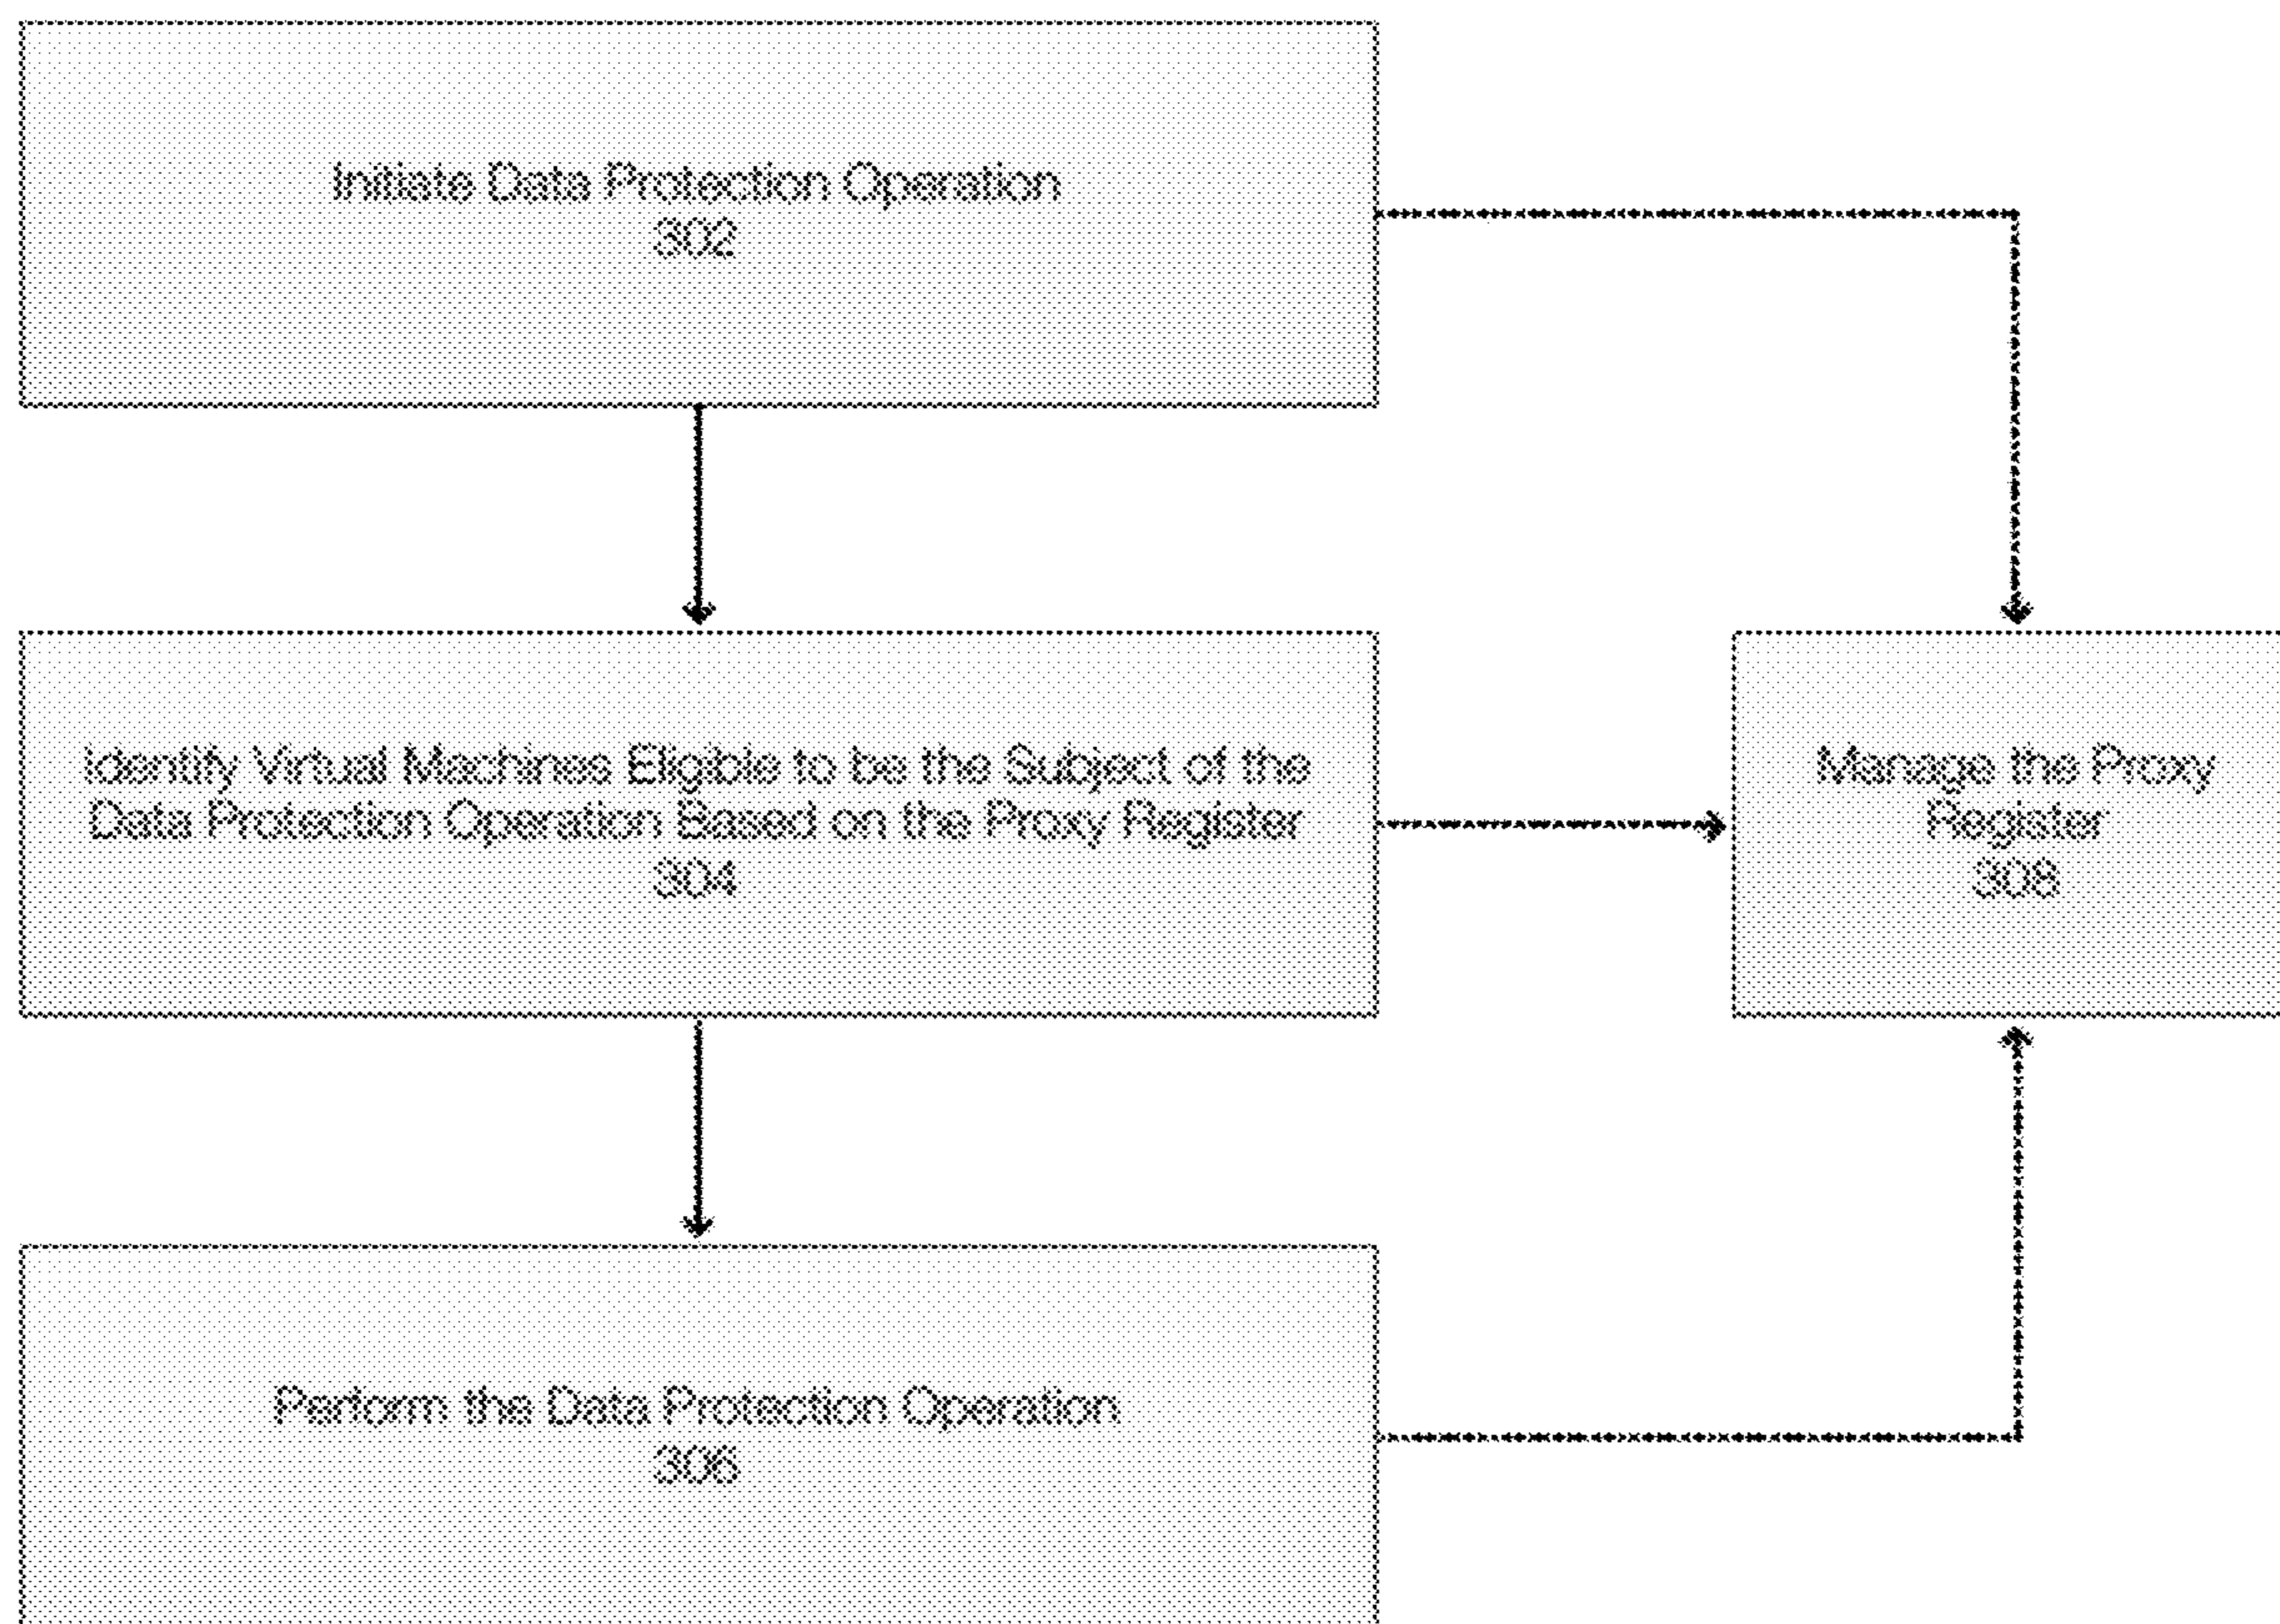 Initiate Data Protection Operation
302
Identify Virtual Machines Eligible to be the Subject of the
Data Protection Operation Based on the Proxy Register
304
Manage the Proxy
Register
308
Perform the Data Protection Operation
306